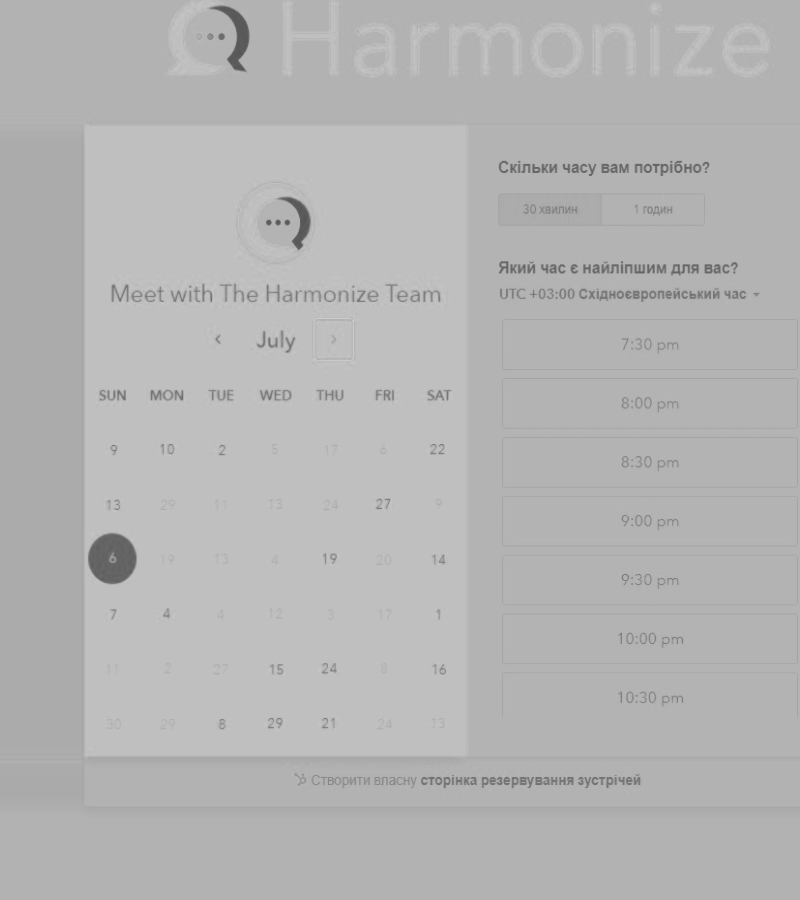 Harmonize
Meet with The Harmonize Team
July
SUN MON TUE WED THU FRI SAT
9 10 2 5 17 6 22
13 29 11 13 24 27 9
6 19 13 4 19 20 14
7 4 4 12 3 17 1
11 2 27 15 24 8 16
30 29 8 29 21 24 13
Скільки часу вам потрібно?
30 хвилин 1 годин
Який час є найліпшим для вас?
UTC +03:00 Східноєвропейський час
7:30 pm
8:00 pm
8:30 pm
9:00 pm
9:30 pm
10:00 pm
10:30 pm
Створити власну сторінка резервування зустрічей